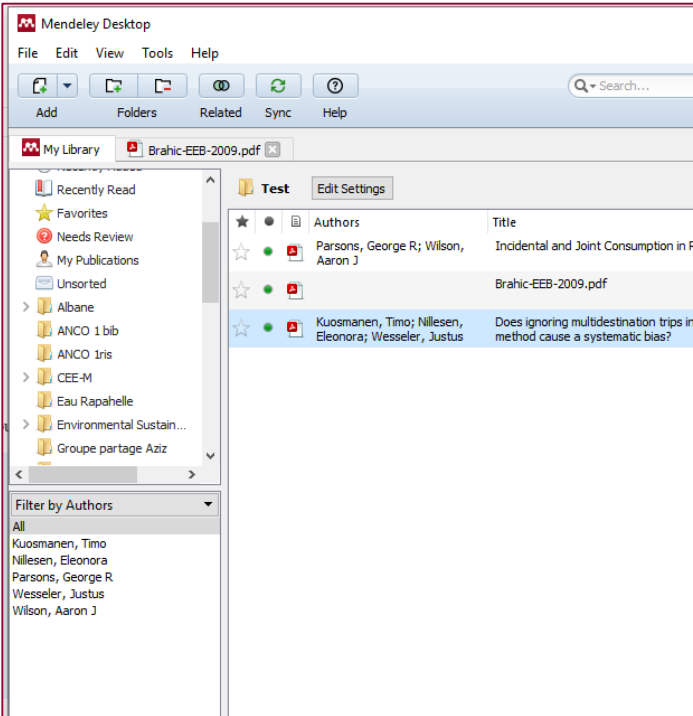 Mendeley Desktop
File Edit View Tools Help
Search...
Add Folders Related Sync Help
My Library Brahic-EEB-2009.pdf
Recently Added
Recently Read
Favorites
Needs Review
My Publications
Unsorted
Albane
ANCO 1 bib
ANCO 1ris
CEE-M
Eau Rapahelle
Environmental Sustain...
Groupe partage Aziz
Filter by Authors
All
Kuosmanen, Timo
Nillesen, Eleonora
Parsons, George R
Wesseler, Justus
Wilson, Aaron J
Test Edit Settings
Authors Title
Parsons, George R; Wilson,
Aaron J
Incidental and Joint Consumption in R
Brahic-EEB-2009.pdf
Kuosmanen, Timo; Nillesen,
Eleonora; Wesseler, Justus
Does ignoring multidestination trips in
method cause a systematic bias?